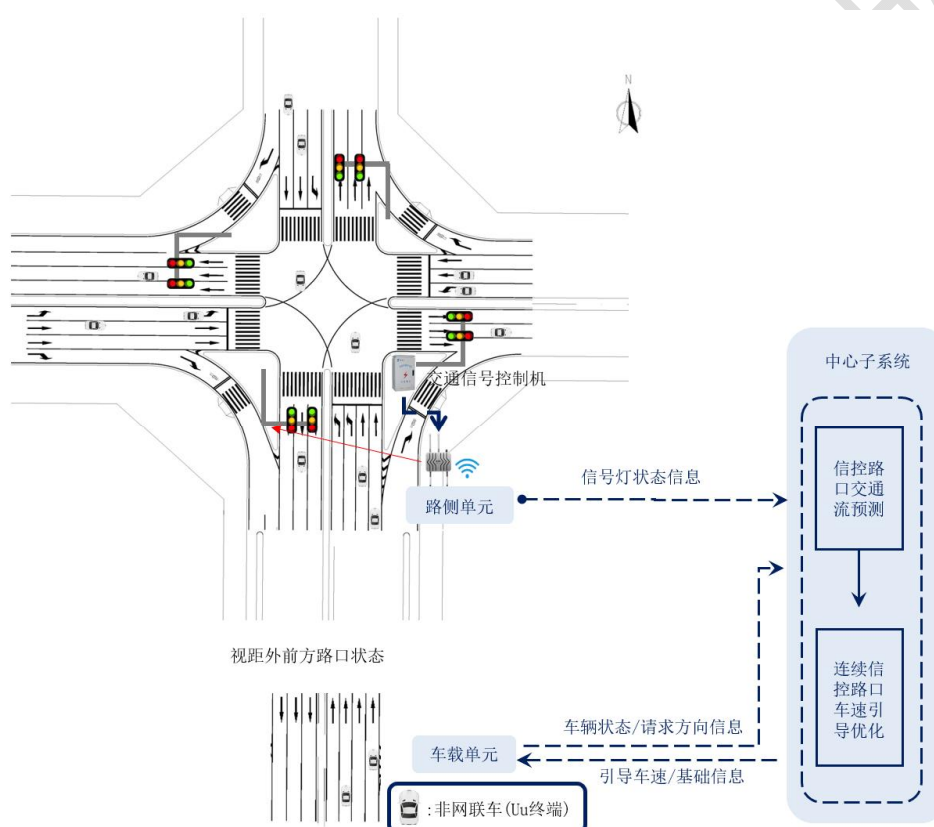 N
中心子系统
交通信号控制机
信控路
口交通
流预测
信号灯状态信息
路侧单元
视距外前方路口状态
连续信
控路口
车速引
导优化
车辆状态/请求方向信息
车载单元
引导车速/基础信息
:非网联车(Uu终端)